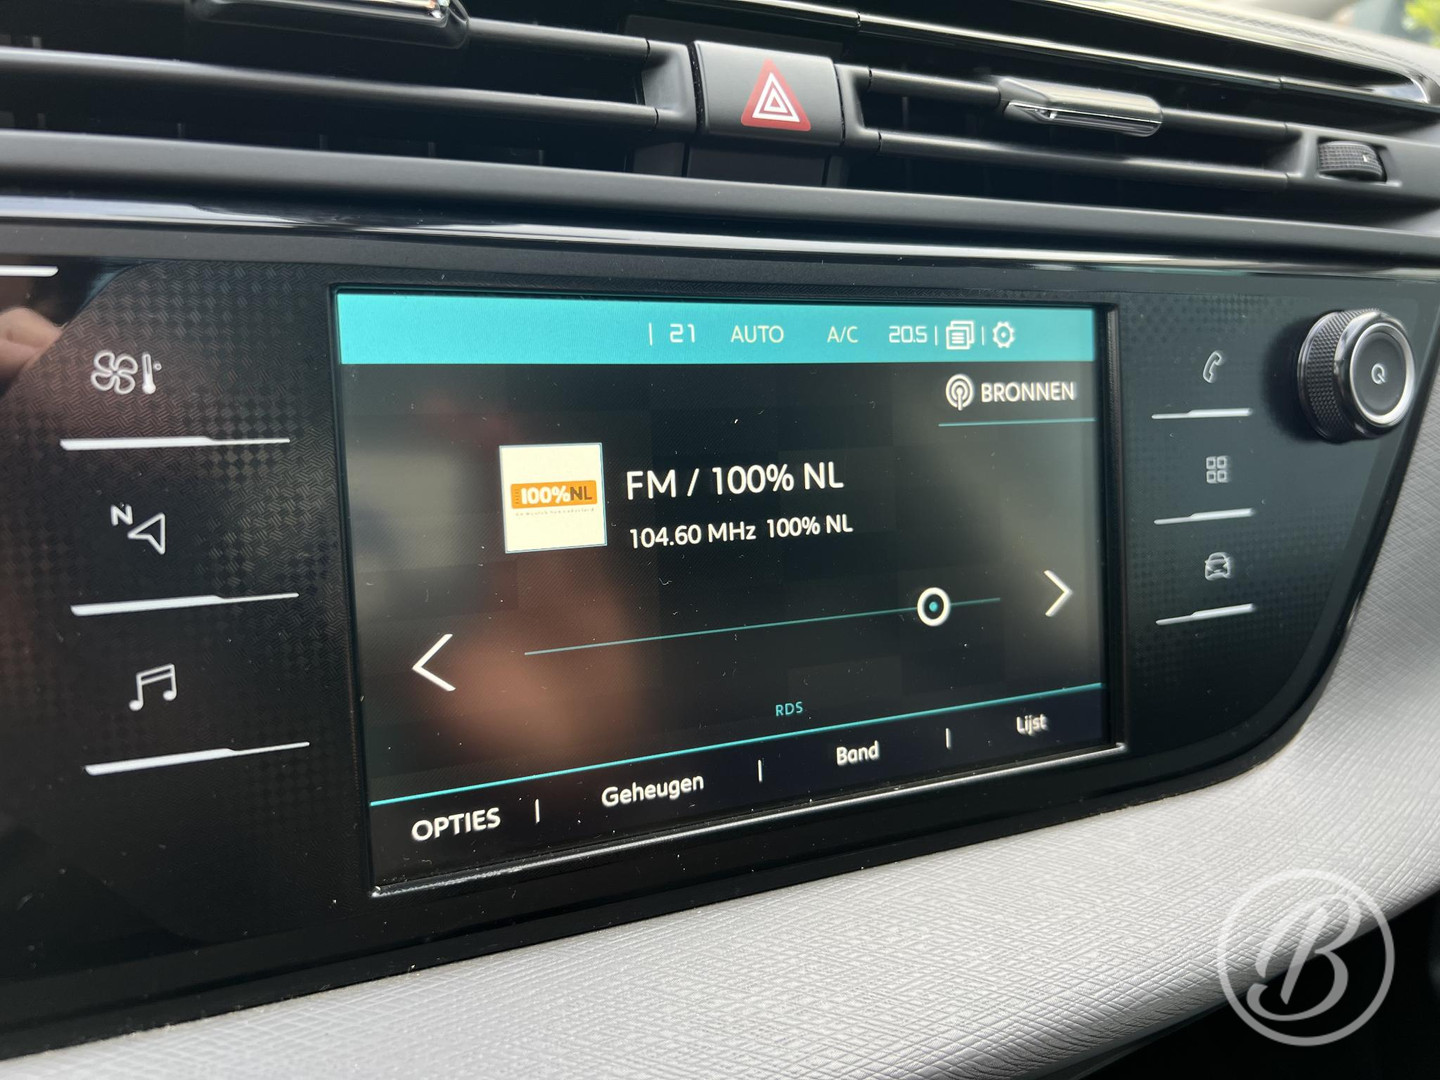 21 AUTO A/C 20.5
BRONNEN
100%NL
FM / 100% NL
104.60 MHz 100% NL
N
RDS
OPTIES | Geheugen | Band | Lijst
B